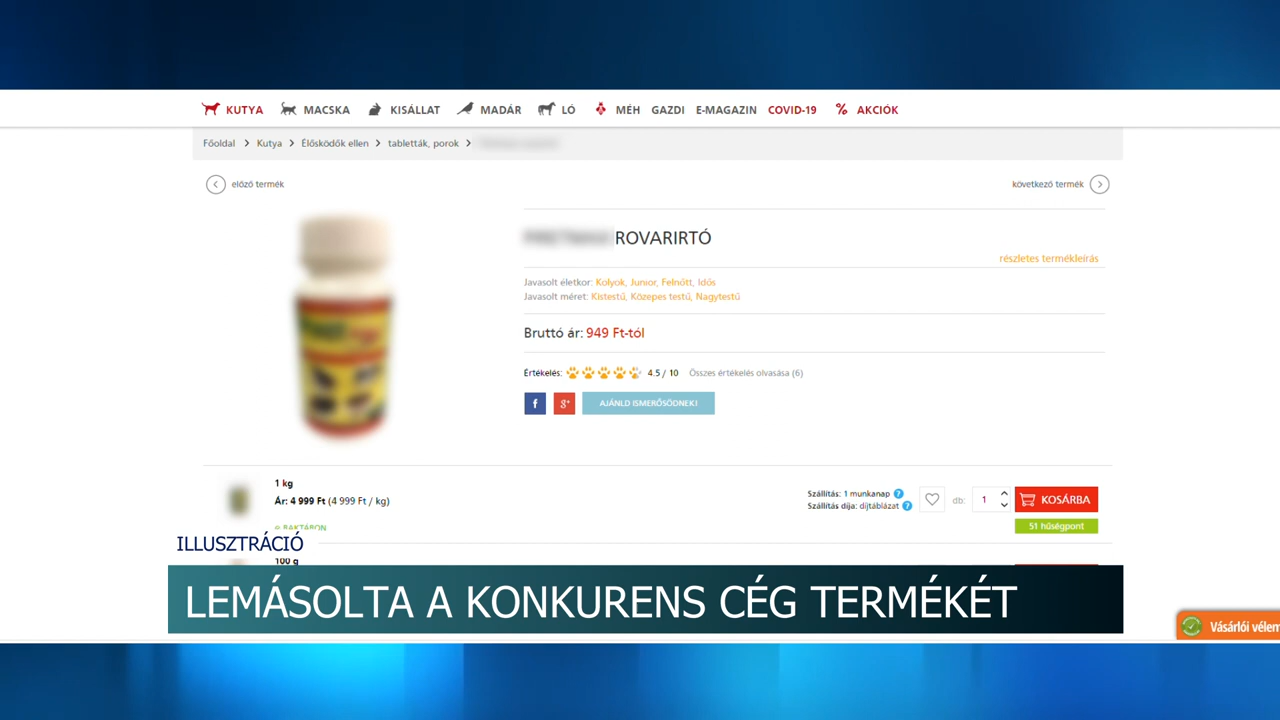 KUTYA MACSKA KISÁLLAT MADÁR LÓ MÉH GAZDI E-MAGAZIN COVID-19 % AKCIÓK
Főoldal > Kutya > Élősködők ellen > tabletták, porok >
előző termék
következő termék
ROVARIRTÓ
részletes termékleírás
Javasolt életkor: Kolyok, Junior, Felnőtt, Idős
Javasolt méret: Kistestű, Közepes testű, Nagytestű
Bruttó ár: 949 Ft-tól
Értékelés: 4.5 / 10 Összes értékelés olvasása (6)
f g+ AJÁNLD ISMERŐSÖDNEK!
1 kg
Ár: 4 999 Ft (4 999 Ft / kg)
Szállítás: 1 munkanap ?
Szállítás díja: díjtáblázat ?
db: 1 KOSÁRBA
51 hűségpont
RAKTÁRON
ILLUSZTRÁCIÓ
100 g
LEMÁSOLTA A KONKURENS CÉG TERMÉKÉT
Vásárlói vélem